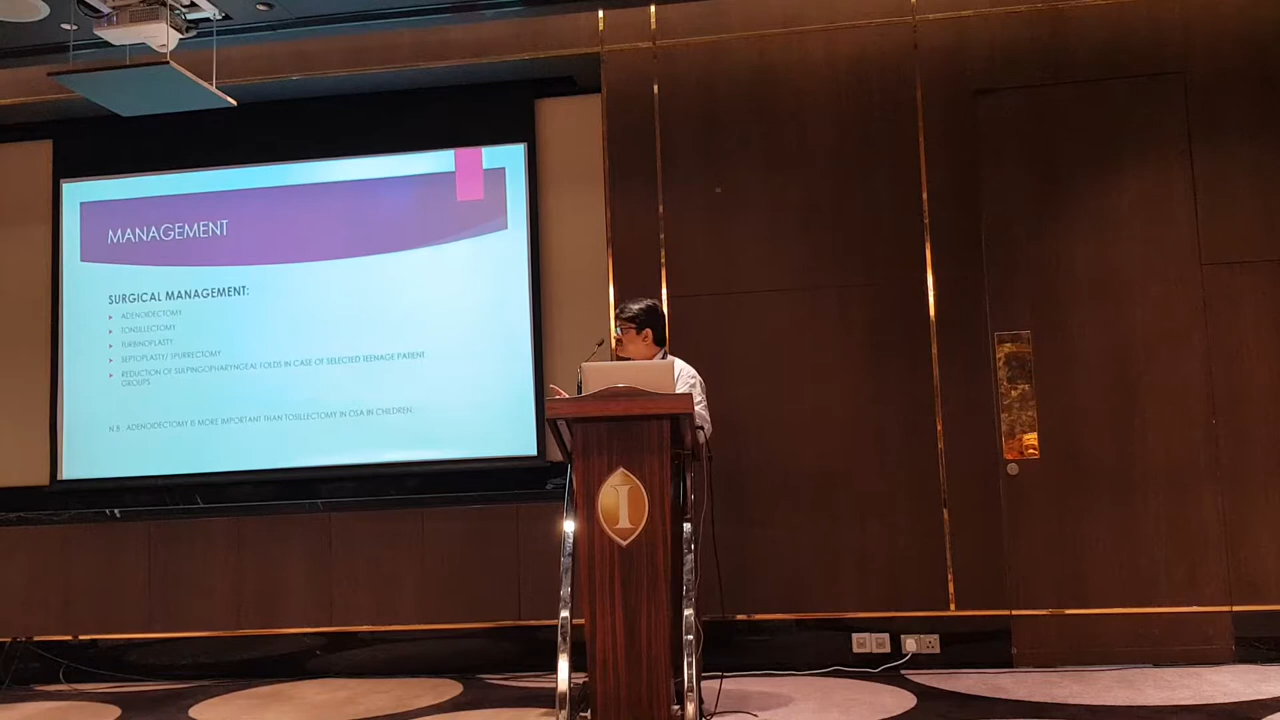 MANAGEMENT
SURGICAL MANAGEMENT:
ADENOIDECTOMY
TONSILLECTOMY
TURBINOPLASTY
SEPTOPLASTY/ SPURRECTOMY
REDUCTION OF SULPINGOPHARYNGEAL FOLDS IN CASE OF SELECTED TEENAGE PATIENT
GROUPS
N.B : ADENOIDECTOMY IS MORE IMPORTANT THAN TOSILLECTOMY IN OSA IN CHILDREN
I